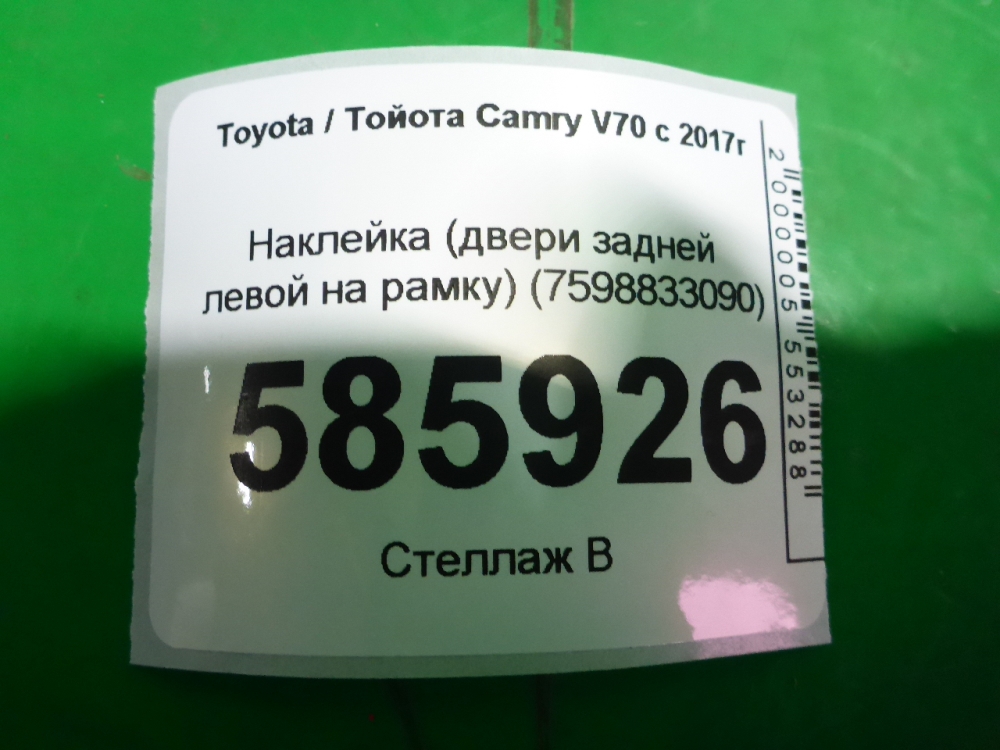 Toyota / Тойота Camry V70 с 2017г
Наклейка (двери задней
левой на рамку) (7598833090)
585926
Стеллаж В
2000005553288